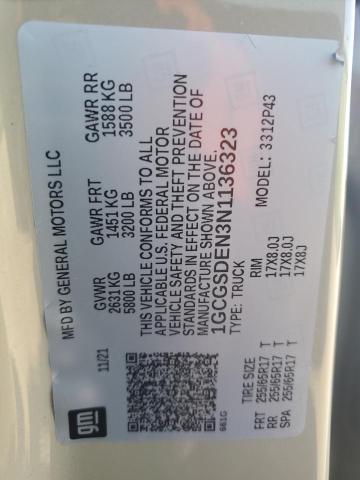 gm
11/21
MFD BY GENERAL MOTORS LLC
GVWR GAWR FRT GAWR RR
2631KG 1451 KG 1588 KG
5800 LB 3200 LB 3500 LB
THIS VEHICLE CONFORMS TO ALL
APPLICABLE U.S. FEDERAL MOTOR
VEHICLE SAFETY AND THEFT PREVENTION
STANDARDS IN EFFECT ON THE DATE OF
MANUFACTURE SHOWN ABOVE.
1GCGSDEN3N1136323
TYPE: TRUCK MODEL: 3312P43
661G
TIRE SIZE RIM
FRT 255/65R17 T 17X8.0J
RR 255/65R17 T 17X8.0J
SPA 255/65R17 T 17X8J